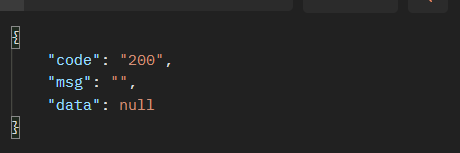 {
"code": "200",
"msg": "",
"data": null
}